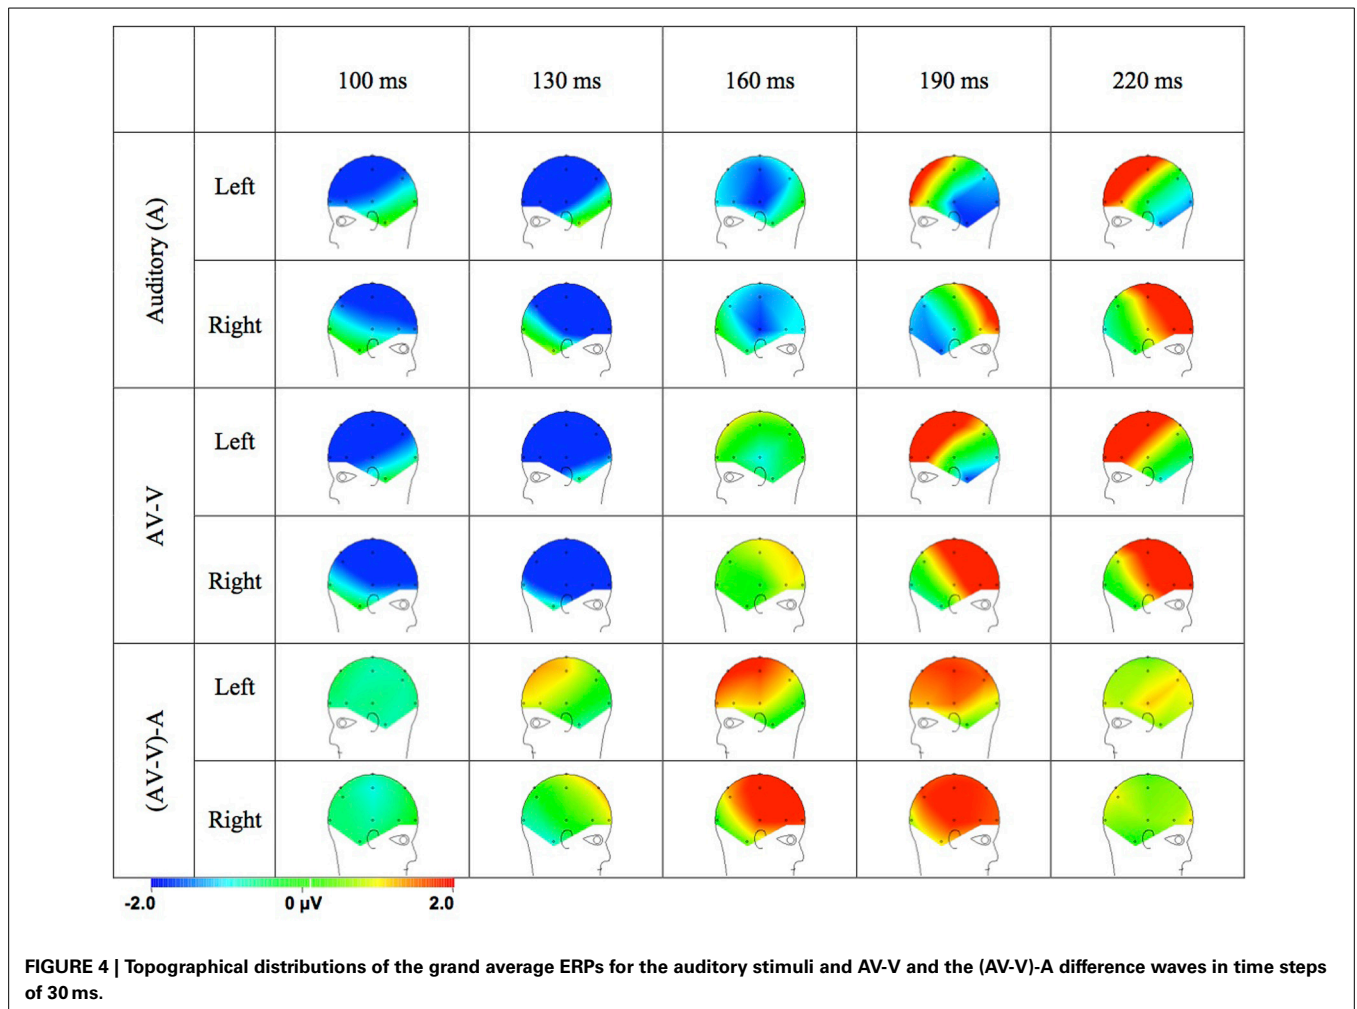 100 ms 130 ms 160 ms 190 ms 220 ms
Auditory (A)
Left
Right
AV-V
Left
Right
(AV-V)-A
Left
Right
-2.0 0 µV 2.0
FIGURE 4 | Topographical distributions of the grand average ERPs for the auditory stimuli and AV-V and the (AV-V)-A difference waves in time steps
of 30 ms.